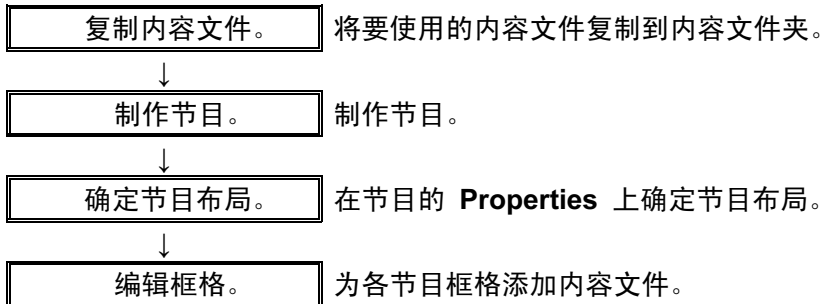 复制内容文件。 将要使用的内容文件复制到内容文件夹。
↓
制作节目。 制作节目。
↓
确定节目布局。 在节目的 Properties 上确定节目布局。
↓
编辑框格。 为各节目框格添加内容文件。